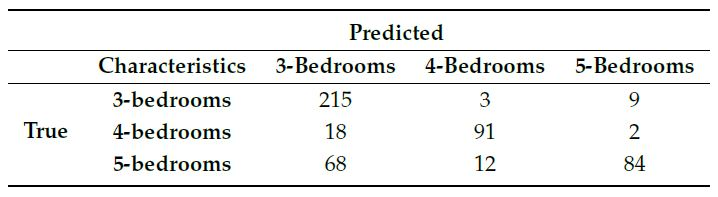 Predicted
Characteristics 3-Bedrooms 4-Bedrooms 5-Bedrooms
3-bedrooms 215 3 9
True 4-bedrooms 18 91 2
5-bedrooms 68 12 84